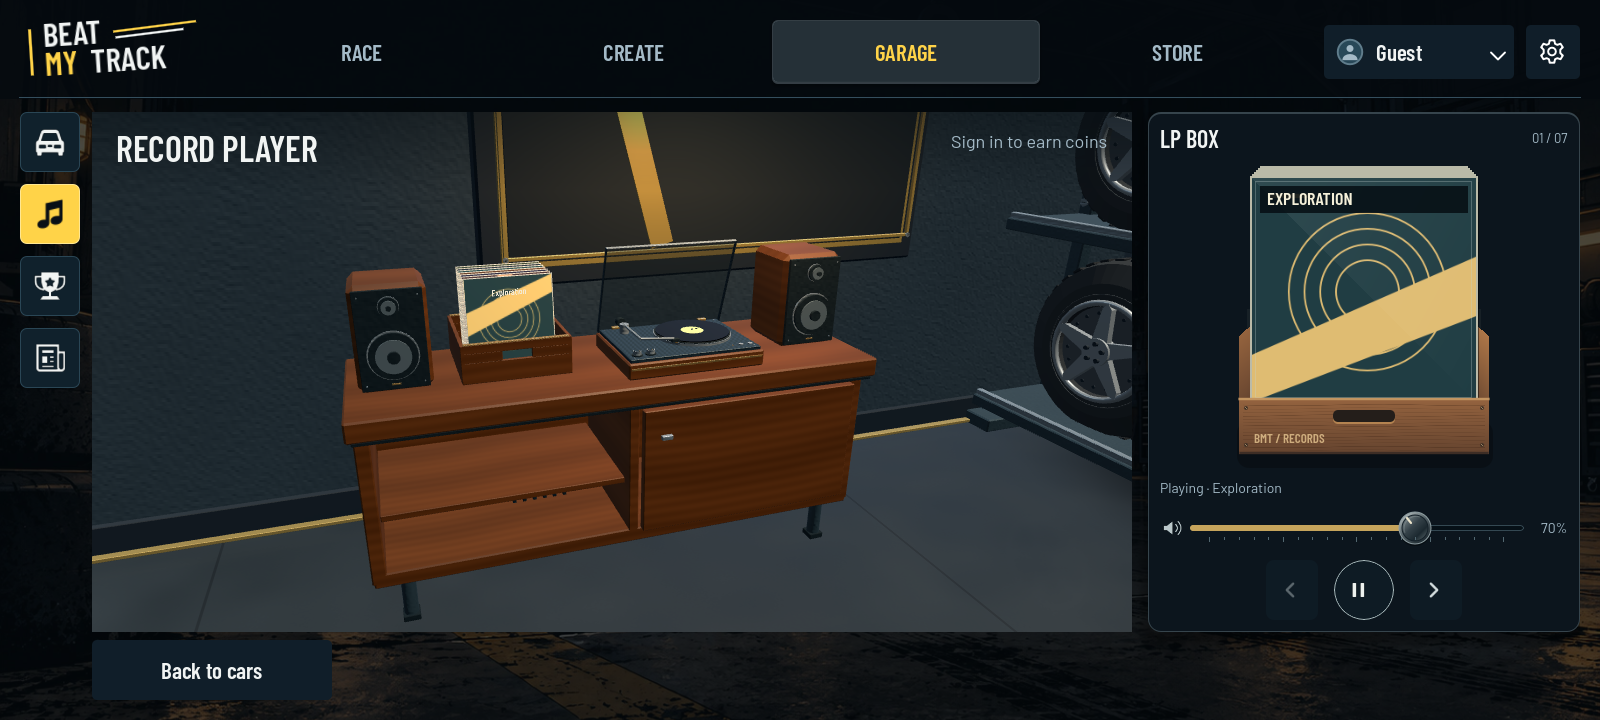 BEAT
MY TRACK
RACE
CREATE
GARAGE
STORE
Guest
RECORD PLAYER
Sign in to earn coins
Exploration
LP BOX
01 / 07
EXPLORATION
BMT / RECORDS
Playing · Exploration
70%
Back to cars